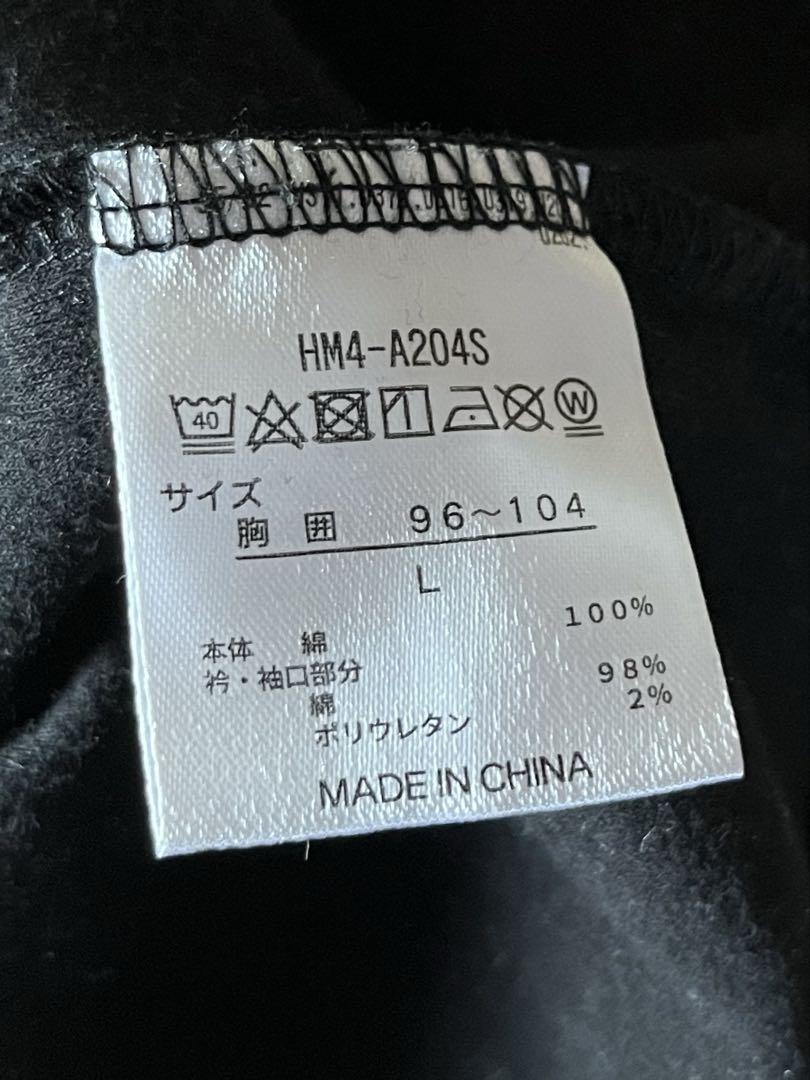 HM4-A204S
40 W
サイズ
胸 囲 96～104
L
本体 綿 100%
衿・袖口部分
綿 98%
ポリウレタン 2%
MADE IN CHINA